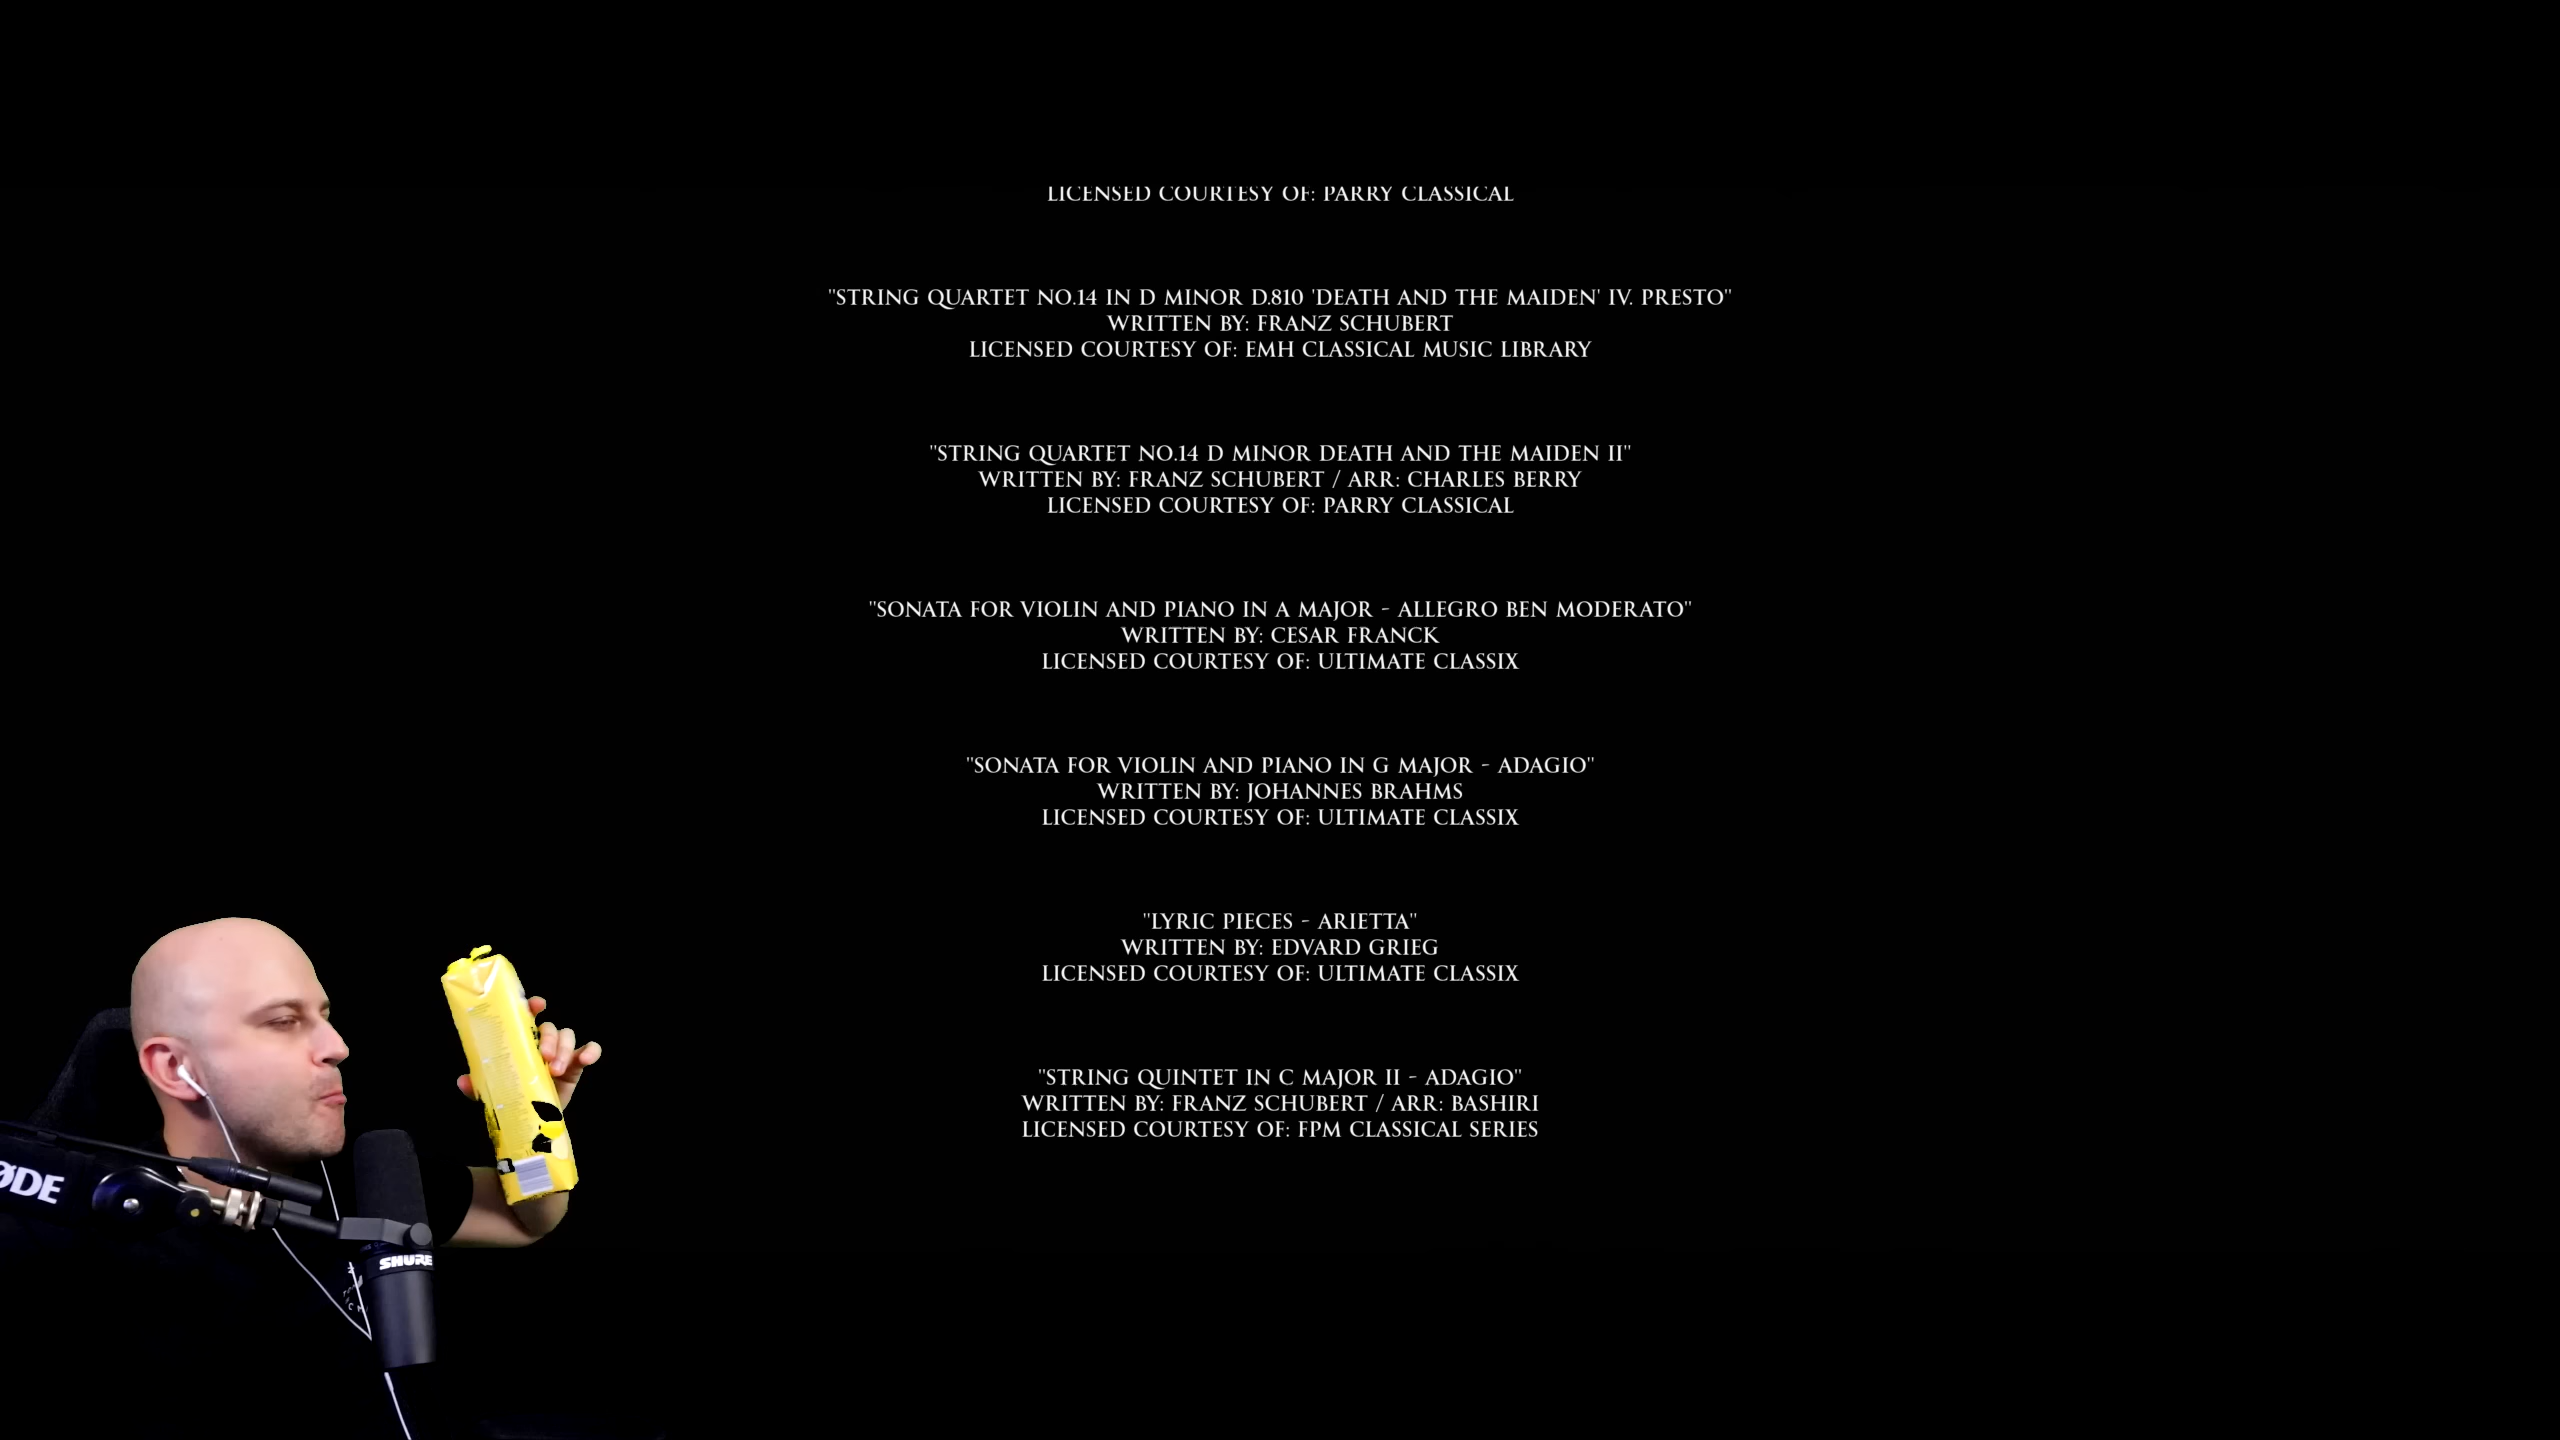 LICENSED COURTESY OF: PARRY CLASSICAL
"STRING QUARTET NO.14 IN D MINOR D.810 'DEATH AND THE MAIDEN' IV. PRESTO"
WRITTEN BY: FRANZ SCHUBERT
LICENSED COURTESY OF: EMH CLASSICAL MUSIC LIBRARY
"STRING QUARTET NO.14 D MINOR DEATH AND THE MAIDEN II"
WRITTEN BY: FRANZ SCHUBERT / ARR: CHARLES BERRY
LICENSED COURTESY OF: PARRY CLASSICAL
"SONATA FOR VIOLIN AND PIANO IN A MAJOR - ALLEGRO BEN MODERATO"
WRITTEN BY: CESAR FRANCK
LICENSED COURTESY OF: ULTIMATE CLASSIX
"SONATA FOR VIOLIN AND PIANO IN G MAJOR - ADAGIO"
WRITTEN BY: JOHANNES BRAHMS
LICENSED COURTESY OF: ULTIMATE CLASSIX
"LYRIC PIECES - ARIETTA"
WRITTEN BY: EDVARD GRIEG
LICENSED COURTESY OF: ULTIMATE CLASSIX
"STRING QUINTET IN C MAJOR II - ADAGIO"
WRITTEN BY: FRANZ SCHUBERT / ARR: BASHIRI
LICENSED COURTESY OF: FPM CLASSICAL SERIES
ØDE
SHURE